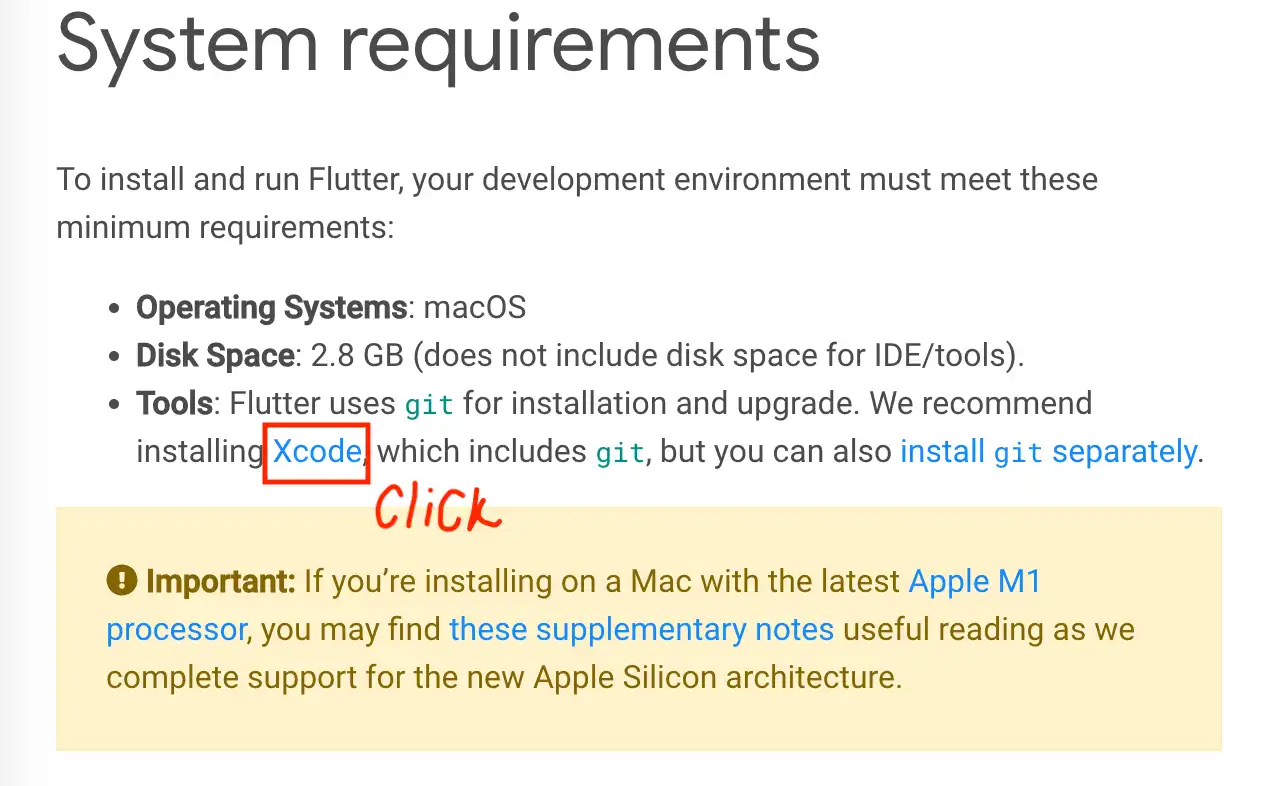 System requirements
To install and run Flutter, your development environment must meet these
minimum requirements:
• Operating Systems: macOS
• Disk Space: 2.8 GB (does not include disk space for IDE/tools).
• Tools: Flutter uses git for installation and upgrade. We recommend
installing Xcode, which includes git, but you can also install git separately.
click
Important: If you’re installing on a Mac with the latest Apple M1
processor, you may find these supplementary notes useful reading as we
complete support for the new Apple Silicon architecture.